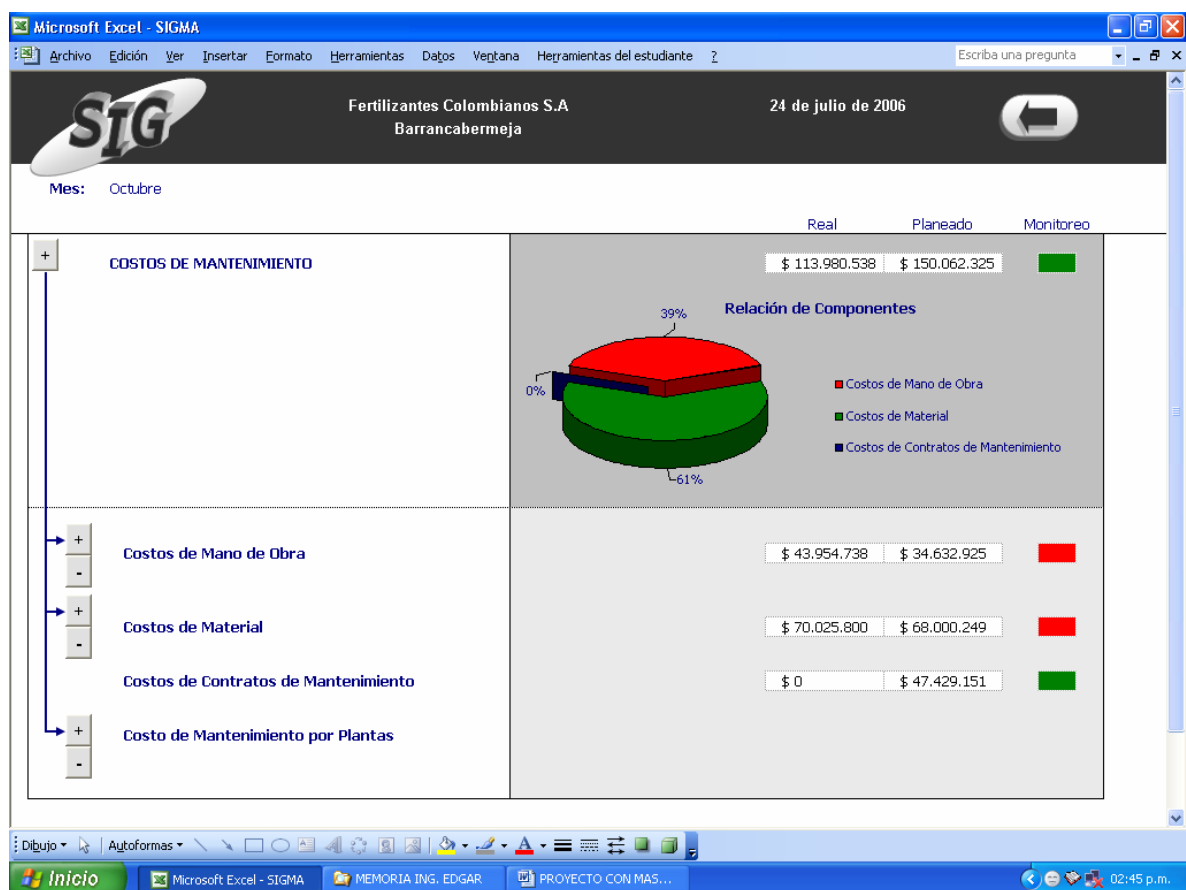 Microsoft Excel - SIGMA
Archivo Edición Ver Insertar Formato Herramientas Datos Ventana Herramientas del estudiante ? Escriba una pregunta
SIG
Fertilizantes Colombianos S.A 24 de julio de 2006
Barrancabermeja
Mes: Octubre
Real Planeado Monitoreo
+
COSTOS DE MANTENIMIENTO $ 113.980.538 $ 150.062.325
Relación de Componentes
39%
0%
61%
Costos de Mano de Obra
Costos de Material
Costos de Contratos de Mantenimiento
+
Costos de Mano de Obra $ 43.954.738 $ 34.632.925
-
+
Costos de Material $ 70.025.800 $ 68.000.249
-
Costos de Contratos de Mantenimiento $ 0 $ 47.429.151
+
Costo de Mantenimiento por Plantas
-
Dibujo Autoformas
Inicio Microsoft Excel - SIGMA MEMORIA ING. EDGAR PROYECTO CON MAS... 02:45 p.m.